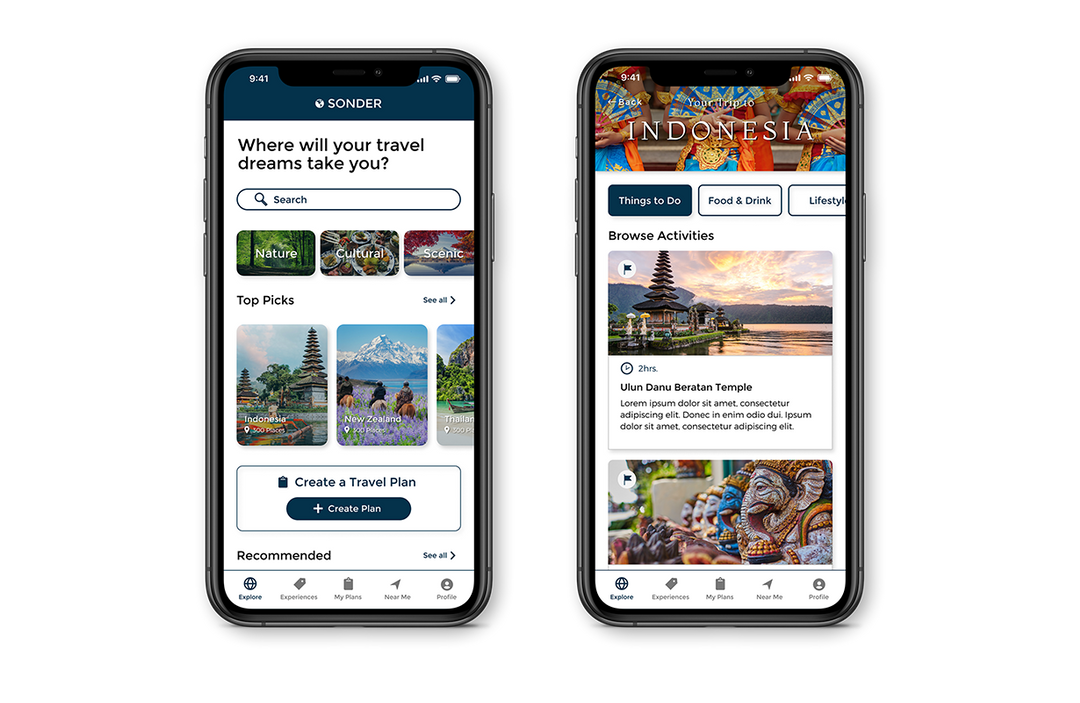 9:41
SONDER
Where will your travel
dreams take you?
Search
Nature
Cultural
Scenic
Top Picks
See all
Indonesia
300 Places
New Zealand
300 Places
Thailan
300 Pl
Create a Travel Plan
Create Plan
Recommended
See all
Explore
Experiences
My Plans
Near Me
Profile
9:41
Back
Your Trip to
INDONESIA
Things to Do
Food & Drink
Lifestyle
Browse Activities
2hrs.
Ulun Danu Beratan Temple
Lorem ipsum dolor sit amet, consectetur
adipiscing elit. Donec in enim odio dui. Ipsum
dolor sit amet, consectetur adipiscing elit.
Explore
Experiences
My Plans
Near Me
Profile